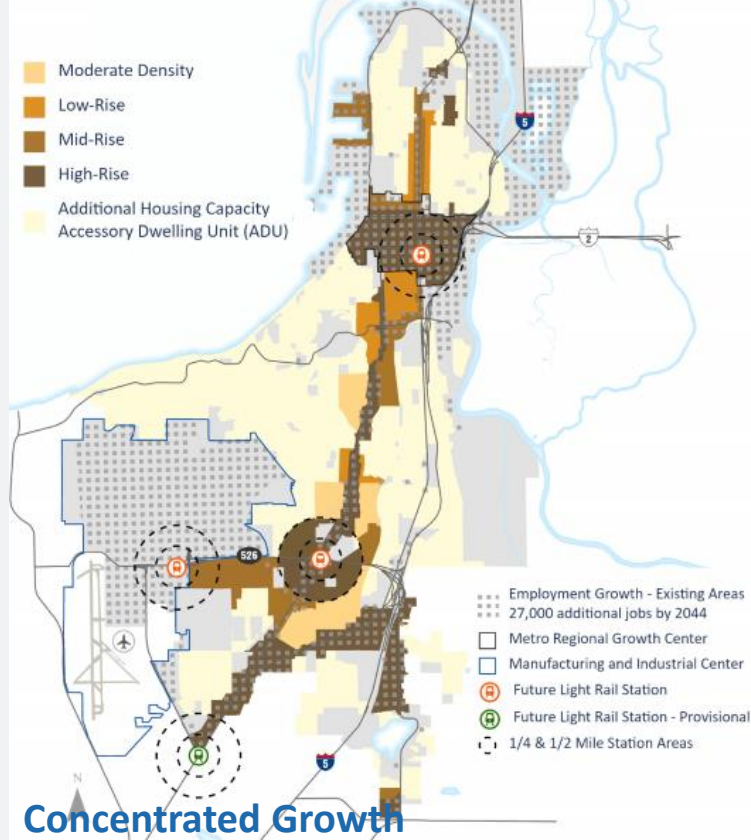 Moderate Density
Low-Rise
Mid-Rise
High-Rise
Additional Housing Capacity
Accessory Dwelling Unit (ADU)
5
2
526
Employment Growth - Existing Areas
27,000 additional jobs by 2044
Metro Regional Growth Center
Manufacturing and Industrial Center
Future Light Rail Station
Future Light Rail Station - Provisional
1/4 & 1/2 Mile Station Areas
5
N
Concentrated Growth